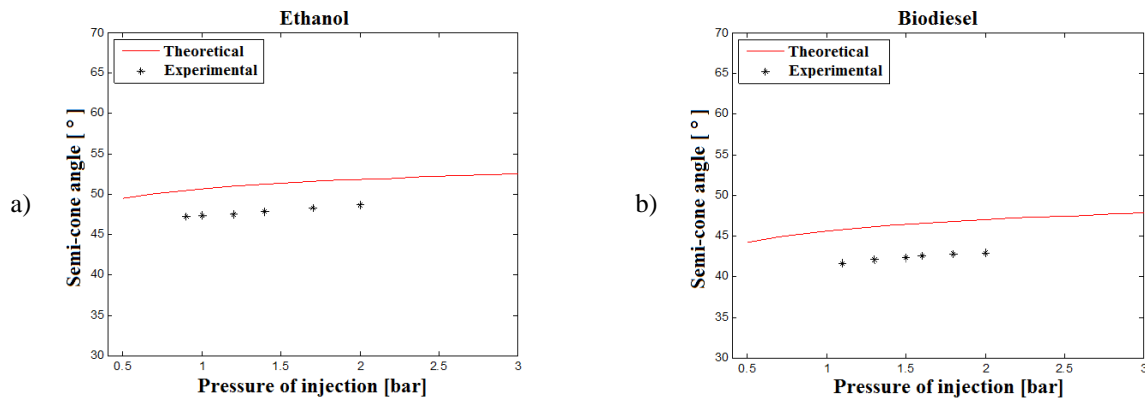 a)
Ethanol
Theoretical
Experimental
Semi-cone angle [ ° ]
70
65
60
55
50
45
40
35
30
0.5 1 1.5 2 2.5 3
Pressure of injection [bar]
b)
Biodiesel
Theoretical
Experimental
Semi-cone angle [ ° ]
70
65
60
55
50
45
40
35
30
0.5 1 1.5 2 2.5 3
Pressure of injection [bar]